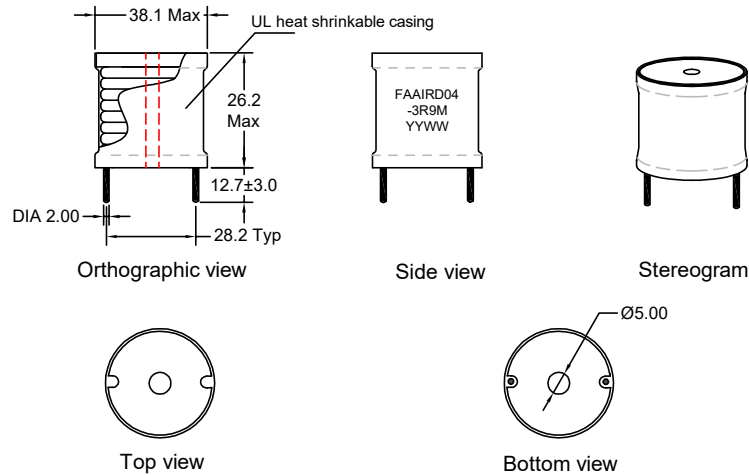 38.1 Max
UL heat shrinkable casing
26.2
Max
12.7±3.0
DIA 2.00
28.2 Typ
Orthographic view
FAAIRD04
-3R9M
YYWW
Side view
Stereogram
Top view
Ø5.00
Bottom view